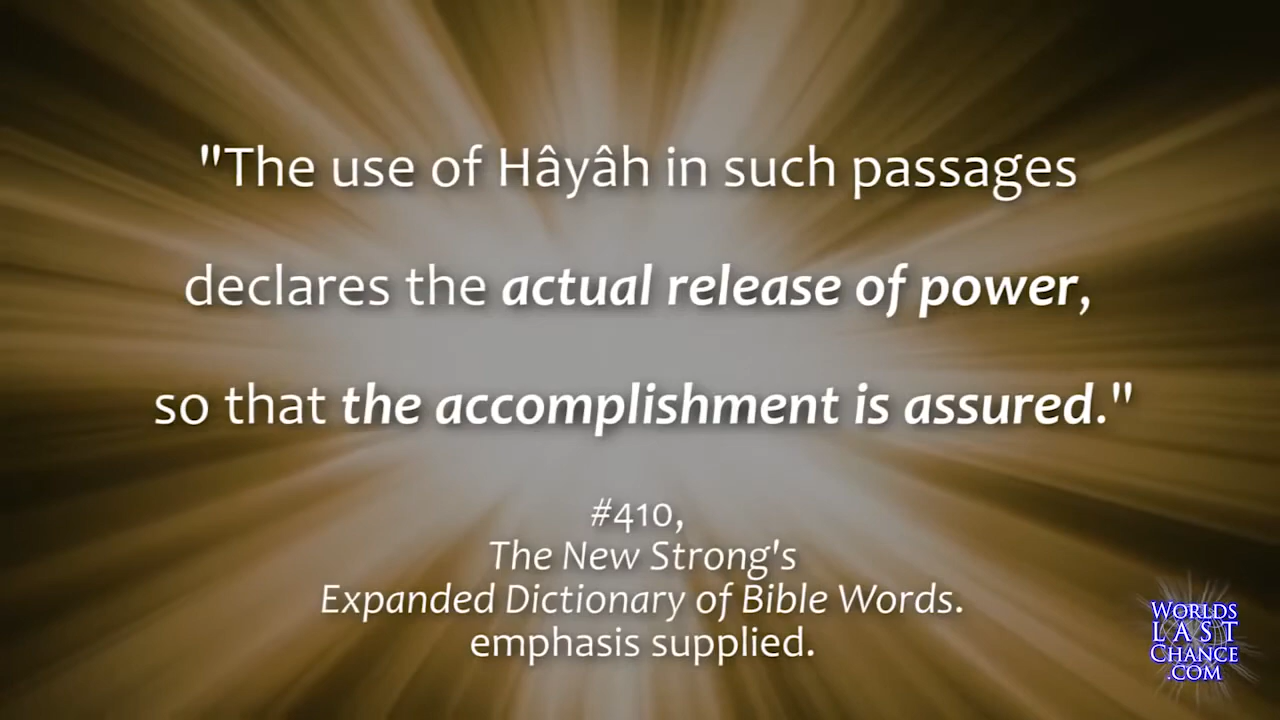 "The use of Hâyâh in such passages
declares the actual release of power,
so that the accomplishment is assured."
#410,
The New Strong's
Expanded Dictionary of Bible Words.
emphasis supplied.
WORLDS
LAST
CHANCE
.COM